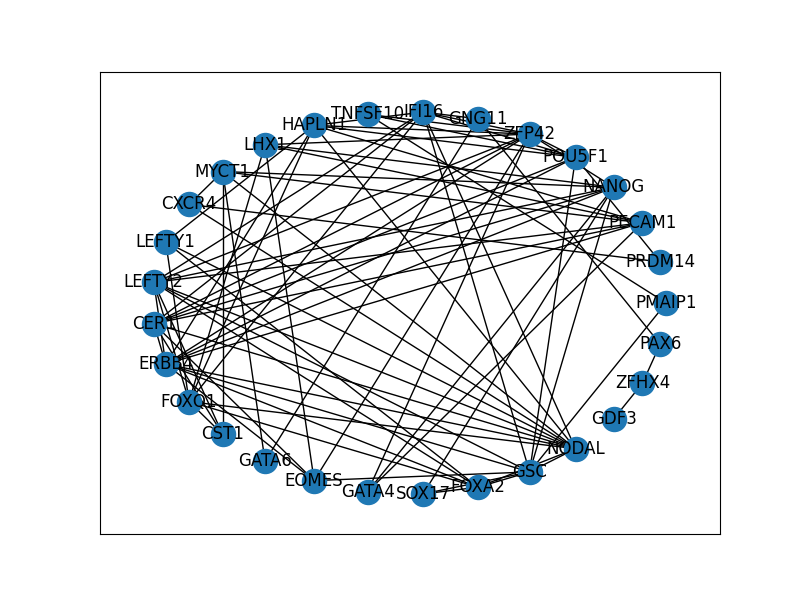 TNFSF10
IFI16
GNG11
HAPLN1
ZFP42
LHX1
POU5F1
MYCT1
NANOG
CXCR4
PECAM1
LEFTY1
PRDM14
LEFTY2
PMAIP1
CER1
PAX6
ERBB4
ZFHX4
FOXQ1
GDF3
CST1
NODAL
GATA6
GSC
EOMES
GATA4
SOX17
FOXA2